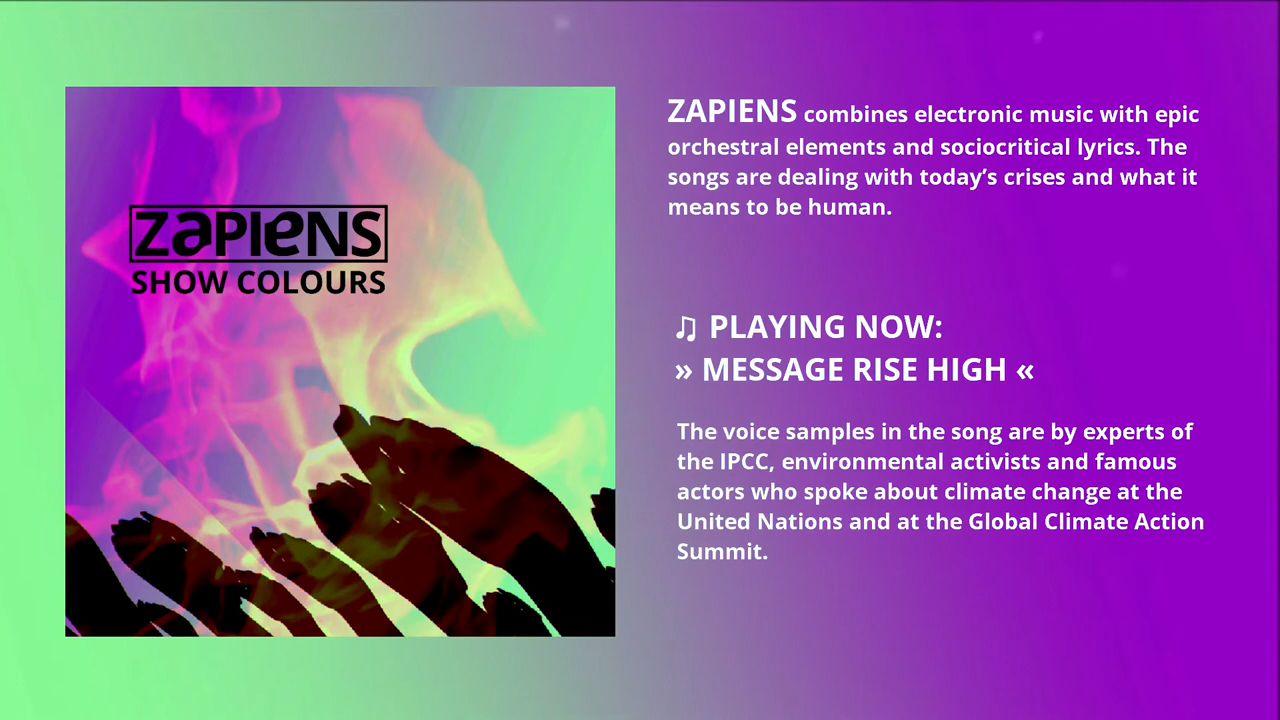 ZAPIENS
SHOW COLOURS
ZAPIENS combines electronic music with epic
orchestral elements and sociocritical lyrics. The
songs are dealing with today’s crises and what it
means to be human.
♫ PLAYING NOW:
» MESSAGE RISE HIGH «
The voice samples in the song are by experts of
the IPCC, environmental activists and famous
actors who spoke about climate change at the
United Nations and at the Global Climate Action
Summit.